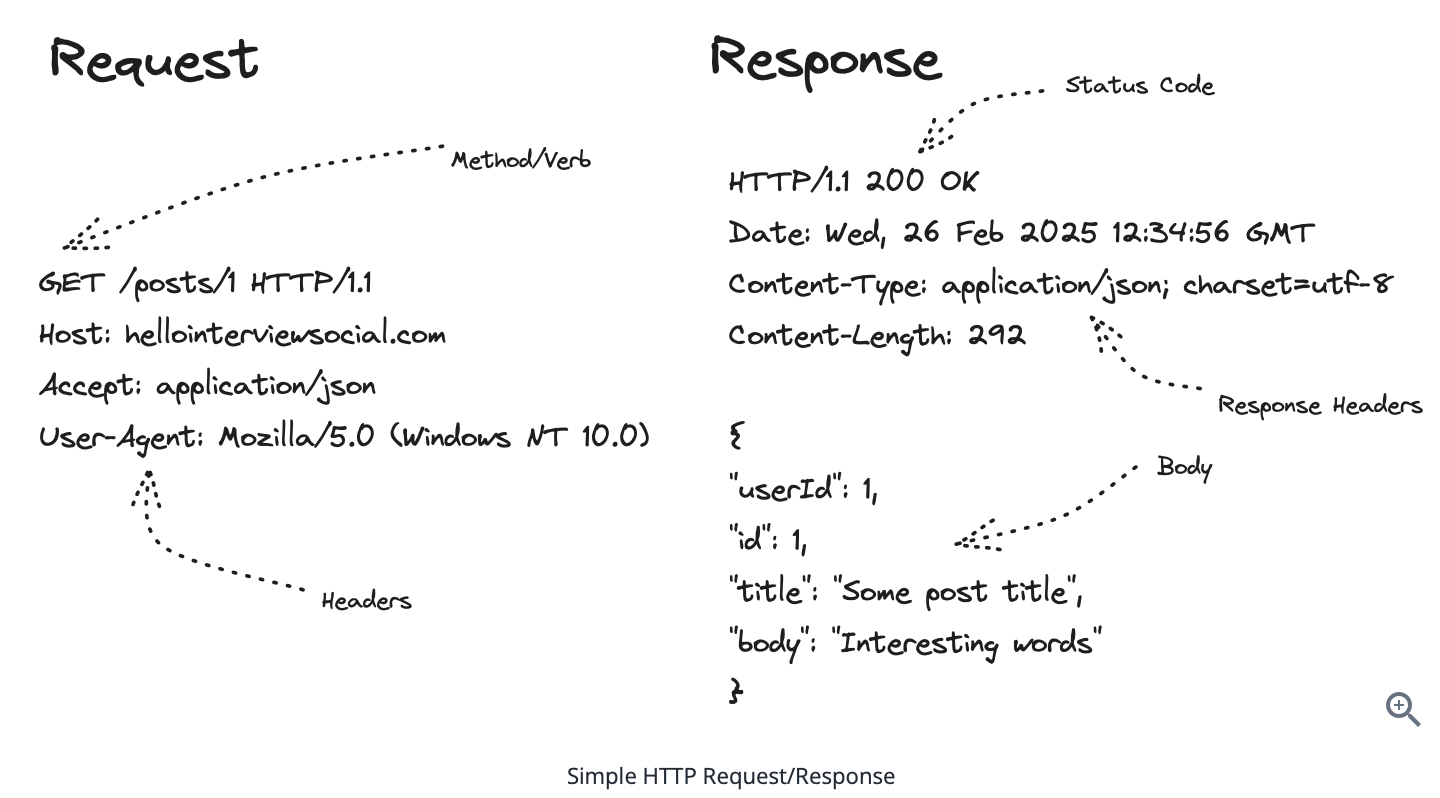 Request
Method/Verb
GET /posts/1 HTTP/1.1
Host: hellointerviewsocial.com
Accept: application/json
User-Agent: Mozilla/5.0 (Windows NT 10.0)
Headers
Response
Status Code
HTTP/1.1 200 OK
Date: Wed, 26 Feb 2025 12:34:56 GMT
Content-Type: application/json; charset=utf-8
Content-Length: 292
Response Headers
{
Body
"userId": 1,
"id": 1,
"title": "Some post title",
"body": "Interesting words"
}
Simple HTTP Request/Response